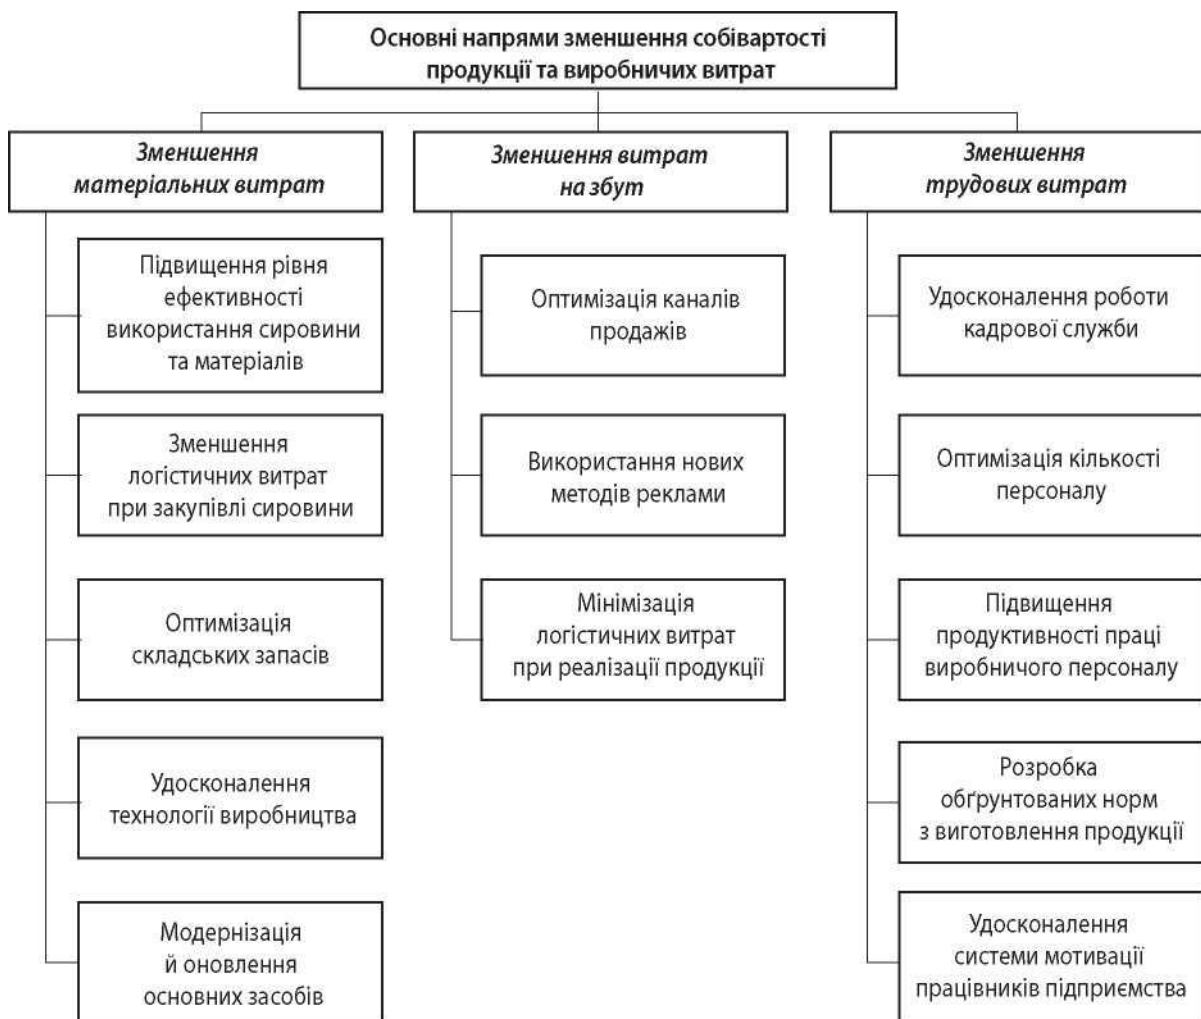 Основні напрями зменшення собівартості
продукції та виробничих витрат
Зменшення
матеріальних витрат
Підвищення рівня
ефективності
використання сировини
та матеріалів
Зменшення
логістичних витрат
при закупівлі сировини
Оптимізація
складських запасів
Удосконалення
технології виробництва
Модернізація
й оновлення
основних засобів
Зменшення витрат
на збут
Оптимізація каналів
продажів
Використання нових
методів реклами
Мінімізація
логістичних витрат
при реалізації продукції
Зменшення
трудових витрат
Удосконалення роботи
кадрової служби
Оптимізація кількості
персоналу
Підвищення
продуктивності праці
виробничого персоналу
Розробка
обґрунтованих норм
з виготовлення продукції
Удосконалення
системи мотивації
працівників підприємства